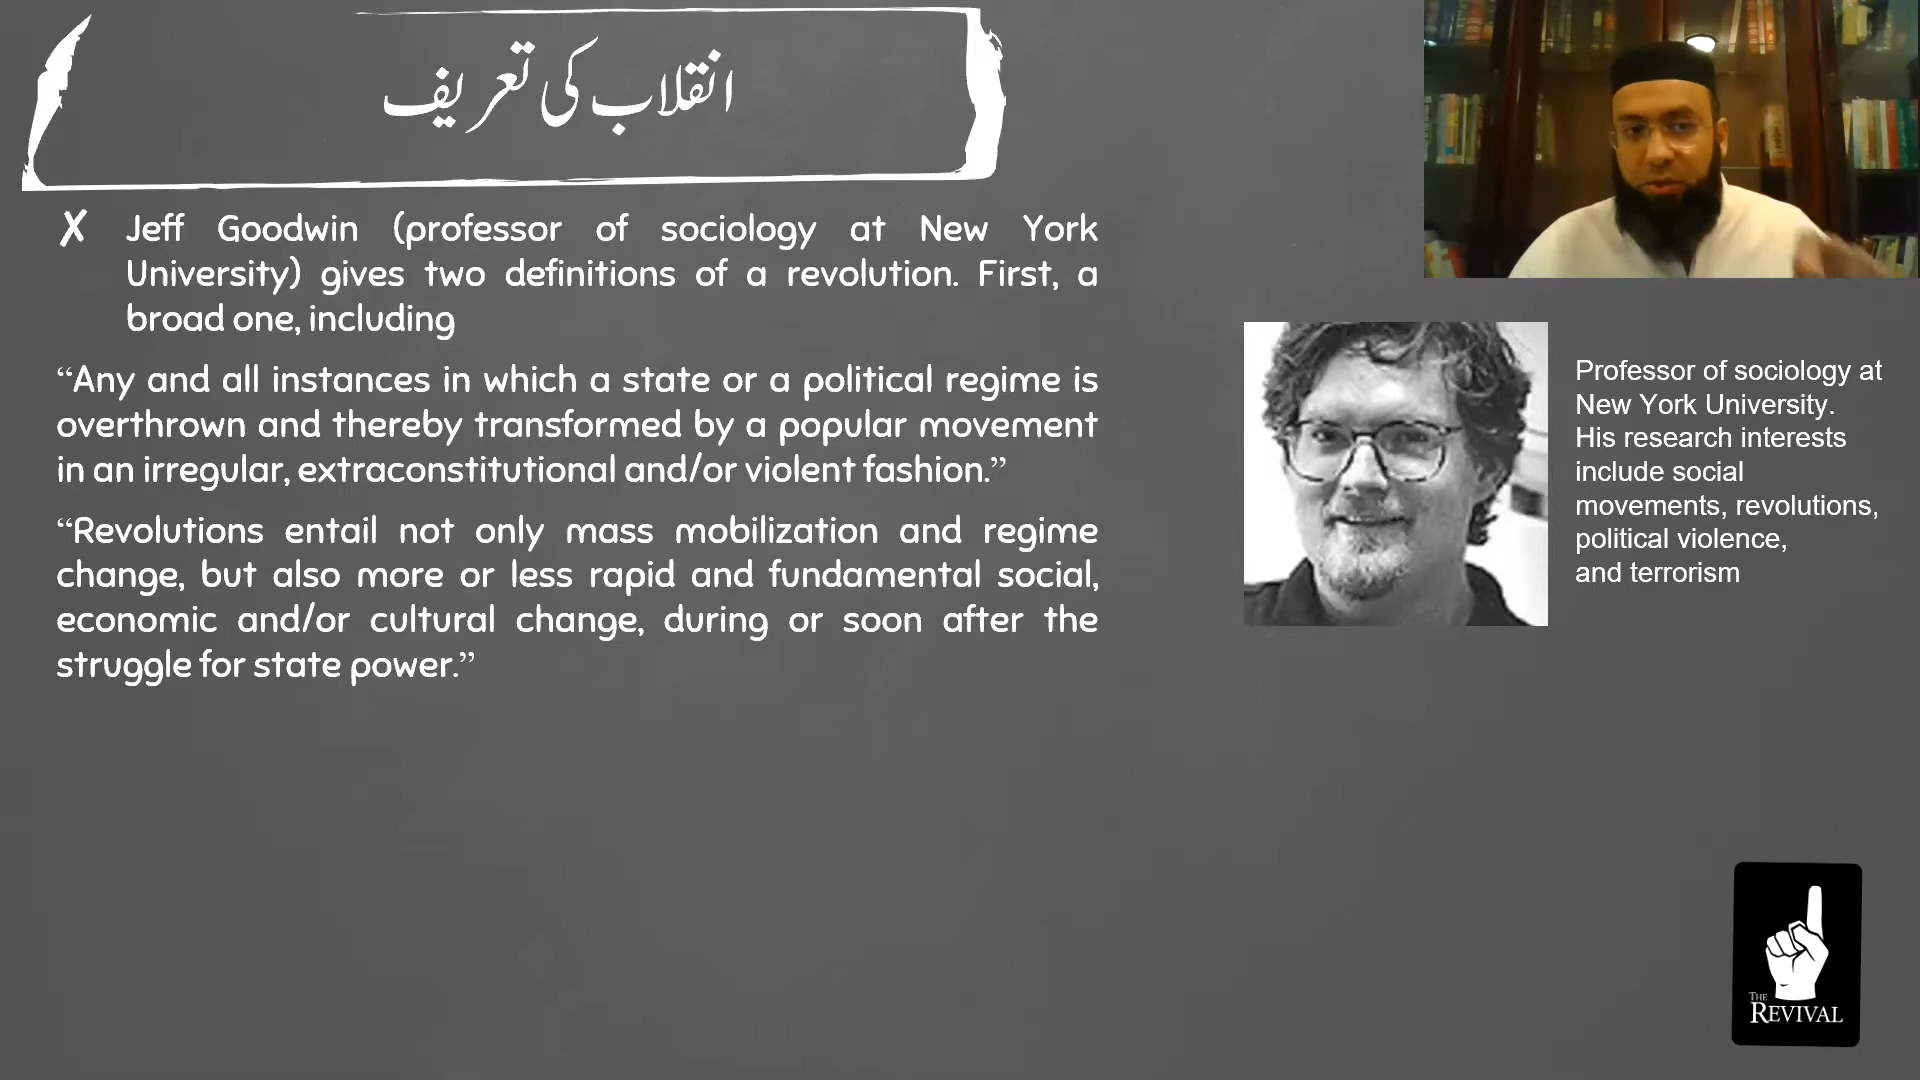 انقلاب کی تعریف
✗ Jeff Goodwin (professor of sociology at New York
University) gives two definitions of a revolution. First, a
broad one, including
“Any and all instances in which a state or a political regime is
overthrown and thereby transformed by a popular movement
in an irregular, extraconstitutional and/or violent fashion.”
“Revolutions entail not only mass mobilization and regime
change, but also more or less rapid and fundamental social,
economic and/or cultural change, during or soon after the
struggle for state power.”
Professor of sociology at
New York University.
His research interests
include social
movements, revolutions,
political violence,
and terrorism
THE
REVIVAL